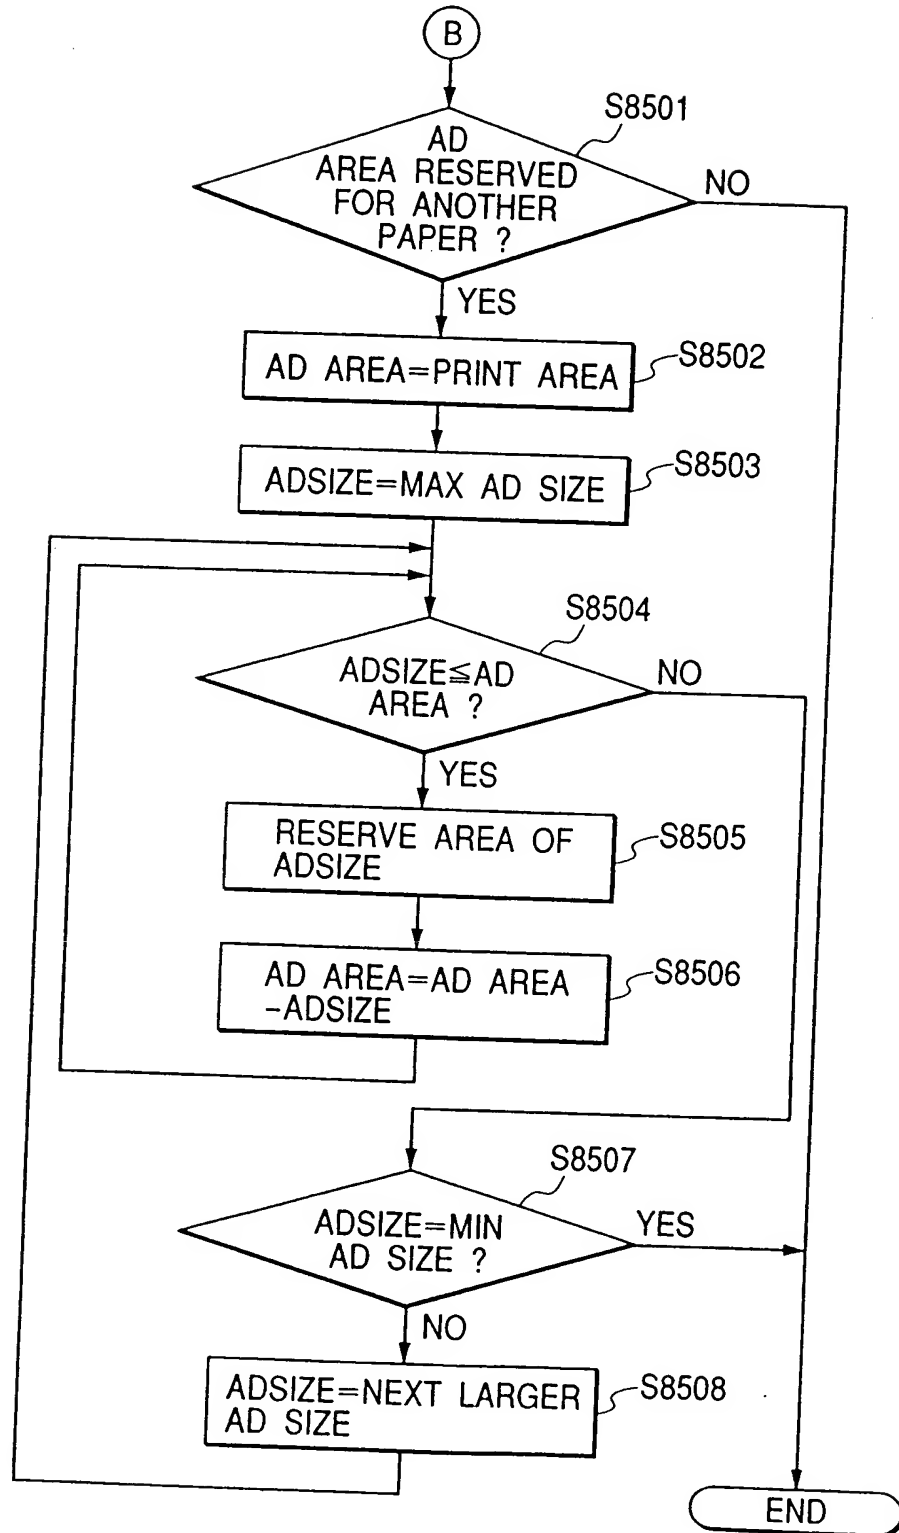 B
S8501
AD
AREA RESERVED
FOR ANOTHER
PAPER ?
NO
YES
AD AREA=PRINT AREA
S8502
ADSIZE=MAX AD SIZE
S8503
S8504
ADSIZE≦AD
AREA ?
NO
YES
RESERVE AREA OF
ADSIZE
S8505
AD AREA=AD AREA
-ADSIZE
S8506
S8507
ADSIZE=MIN
AD SIZE ?
YES
NO
ADSIZE=NEXT LARGER
AD SIZE
S8508
END